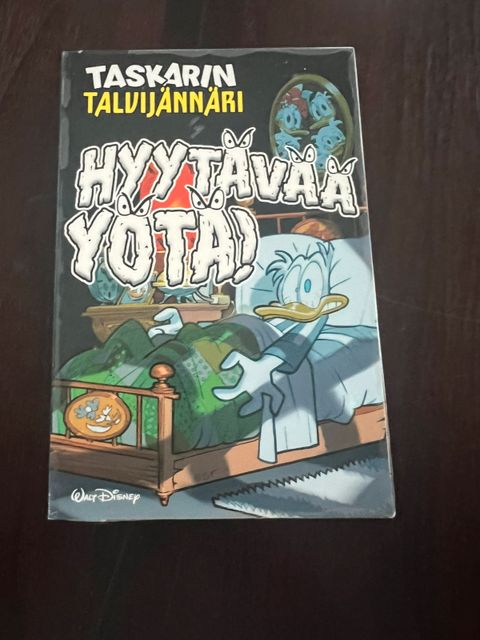 TASKARIN
TALVIJÄNNÄRI
HYYTÄVÄÄ
YÖTÄ!
WALT DISNEY